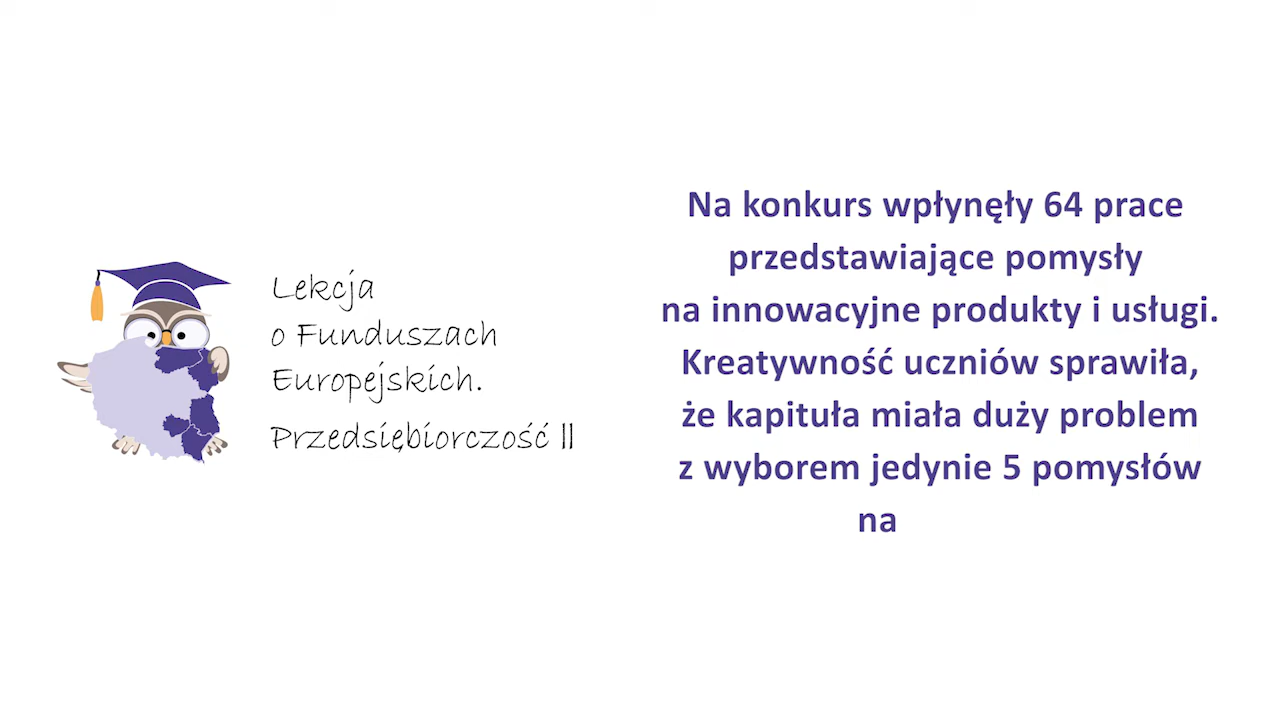 Lekcja
o Funduszach
Europejskich.
Przedsiębiorczość II
Na konkurs wpłynęły 64 prace
przedstawiające pomysły
na innowacyjne produkty i usługi.
Kreatywność uczniów sprawiła,
że kapituła miała duży problem
z wyborem jedynie 5 pomysłów
na